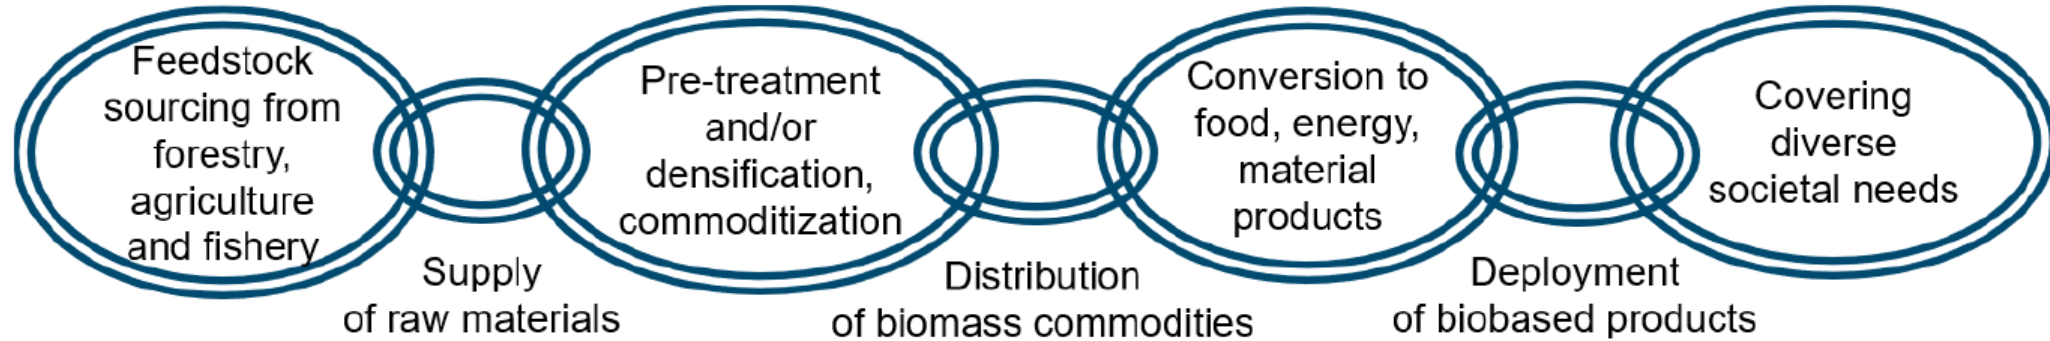 Feedstock
sourcing from
forestry,
agriculture
and fishery
Supply
of raw materials
Pre-treatment
and/or
densification,
commoditization
Distribution
of biomass commodities
Conversion to
food, energy,
material
products
Deployment
of biobased products
Covering
diverse
societal needs